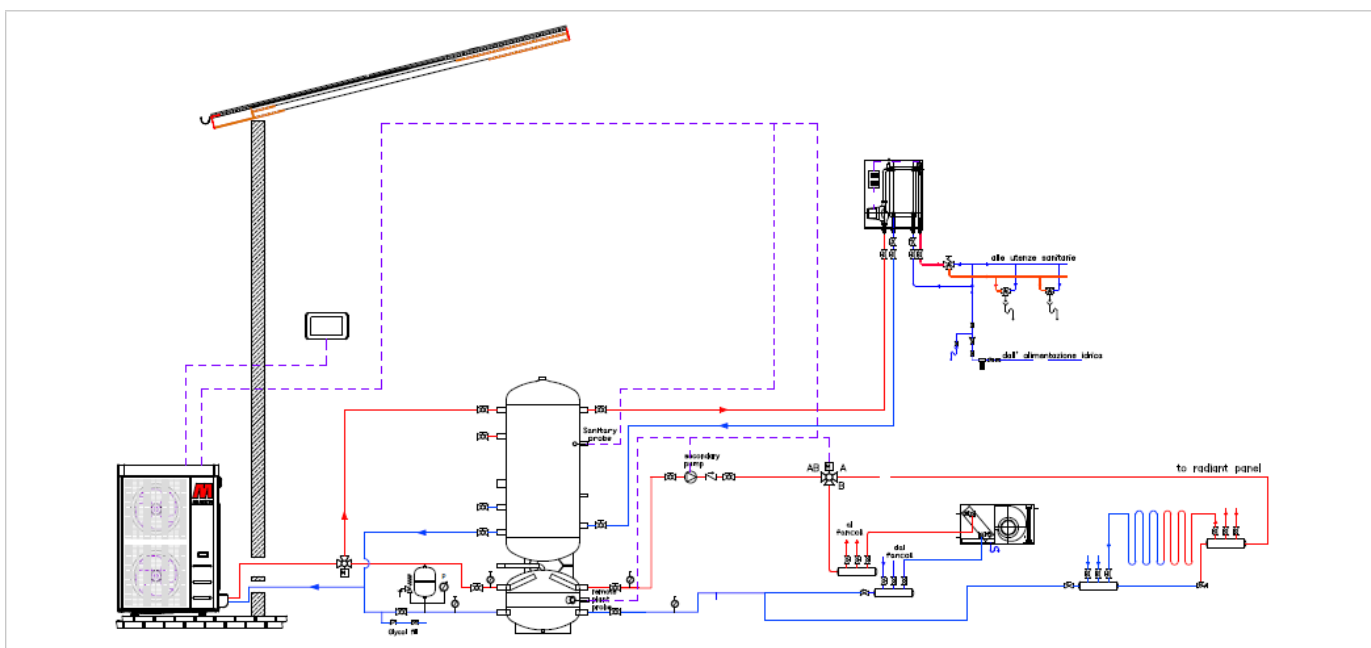 M
alle utenze sanitarie
dall' alimentazione idrica
Sanitary
probe
secondary
pump
AB
A
B
M
to radiant panel
ai
fancoil
dai
fancoil
M
P
remote
plant
probe
Glycol fill